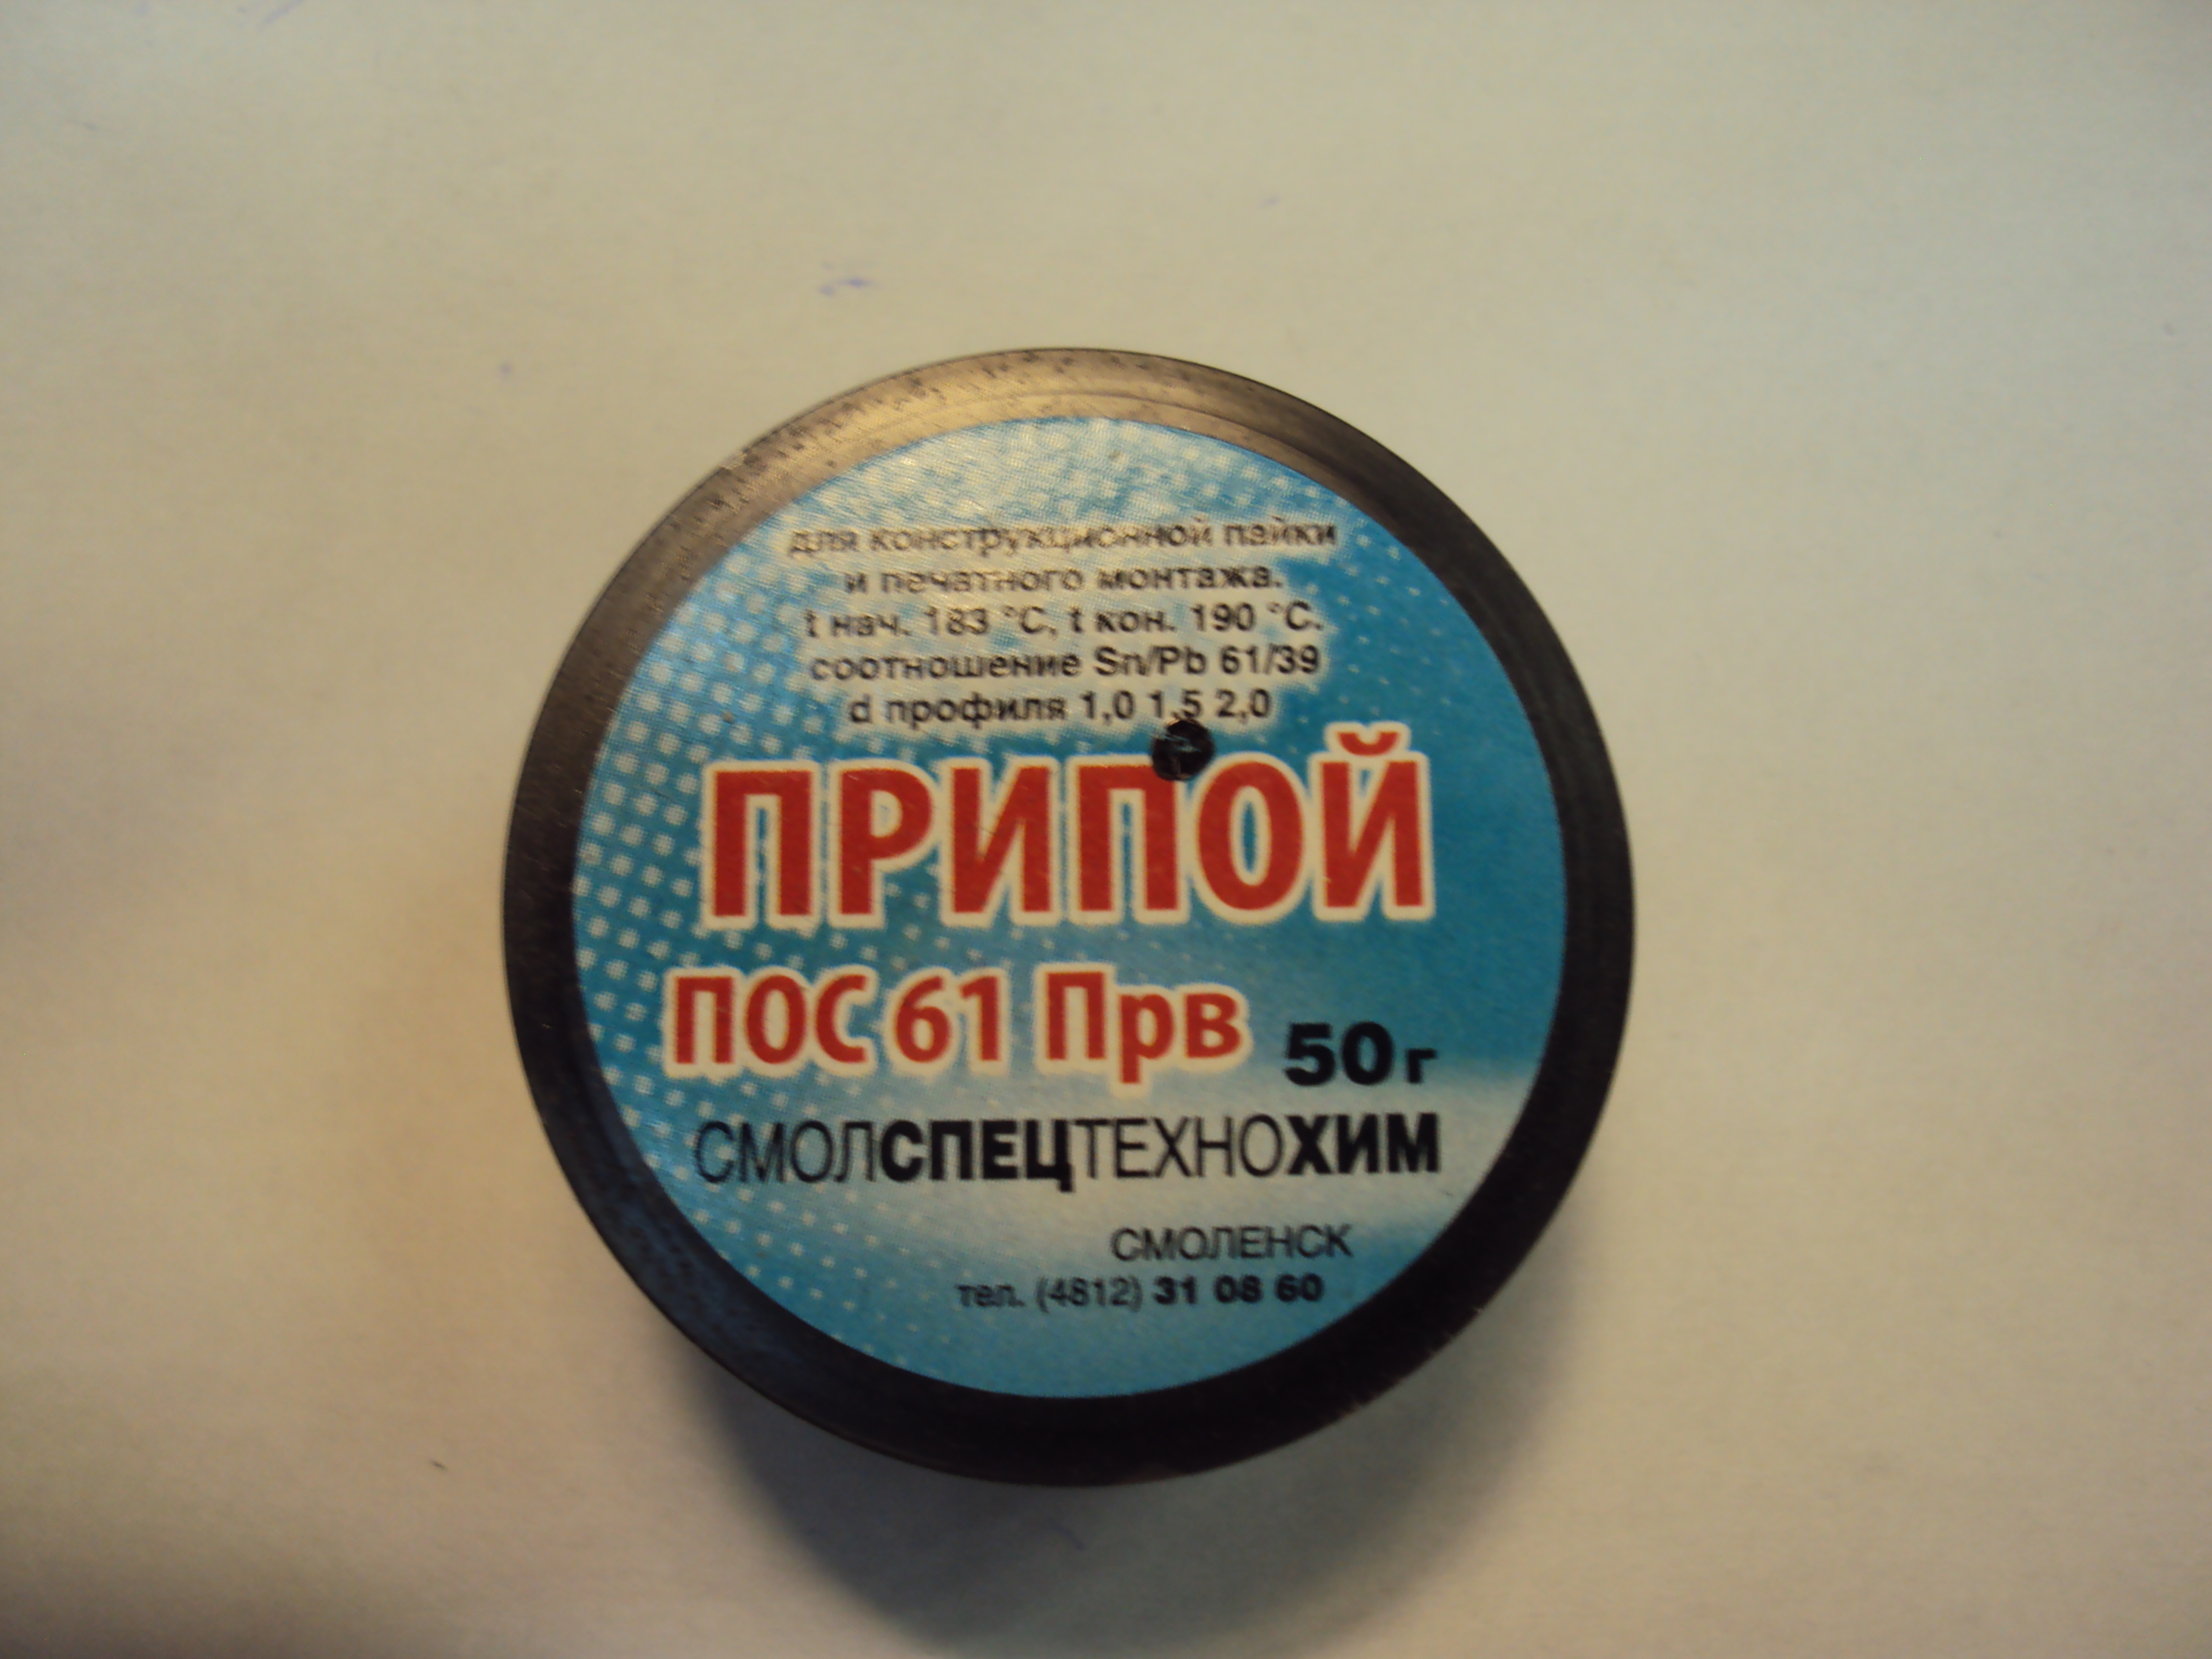 для конструкционной пайки
и печатного монтажа.
t нач. 183 °С, t кон. 190 °С.
соотношение Sn/Pb 61/39
d профиля 1,0 1,5 2,0
ПРИПОЙ
ПОС 61 Прв 50 г
СМОЛСПЕЦТЕХНОХИМ
СМОЛЕНСК
тел. (4812) 31 08 60